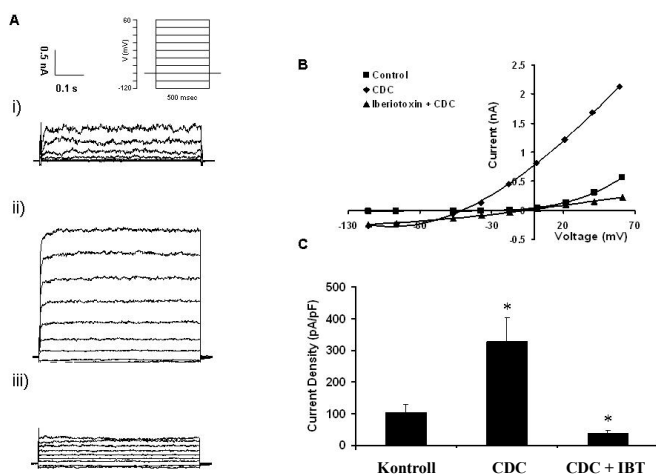 A
60
V (mV)
-120
500 msec
0.5 nA
0.1 s
i)
ii)
iii)
B
Control
CDC
Iberiotoxin + CDC
Current (nA)
2.5
2
1.5
1
0.5
0
-0.5
-130
-80
-30
20
70
Voltage (mV)
C
Current Density (pA/pF)
500
400
300
200
100
0
*
*
Kontroll
CDC
CDC + IBT